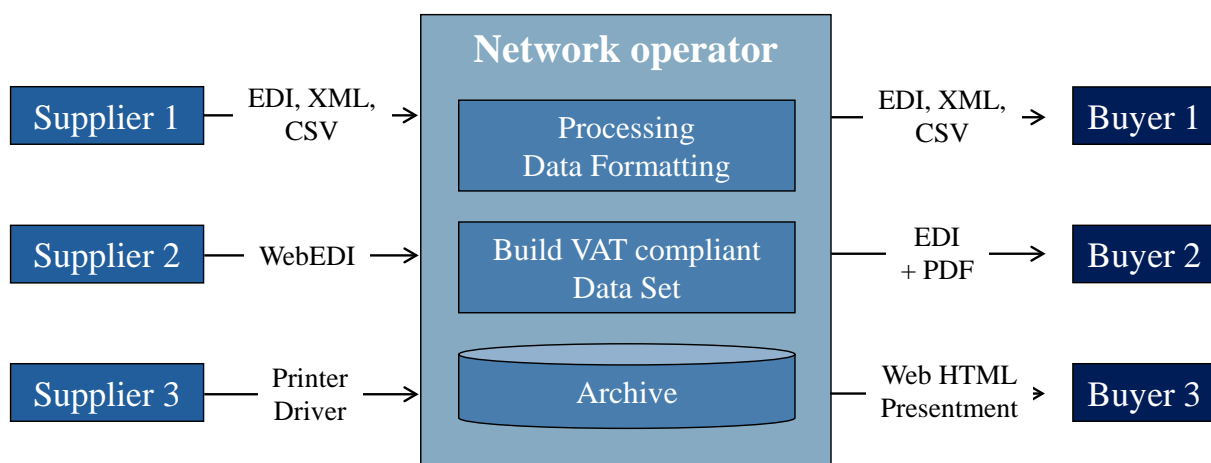 Network operator
Supplier 1
EDI, XML,
CSV
Processing
Data Formatting
EDI, XML,
CSV
Buyer 1
Supplier 2
WebEDI
Build VAT compliant
Data Set
EDI
+ PDF
Buyer 2
Supplier 3
Printer
Driver
Archive
Web HTML
Presentment
Buyer 3